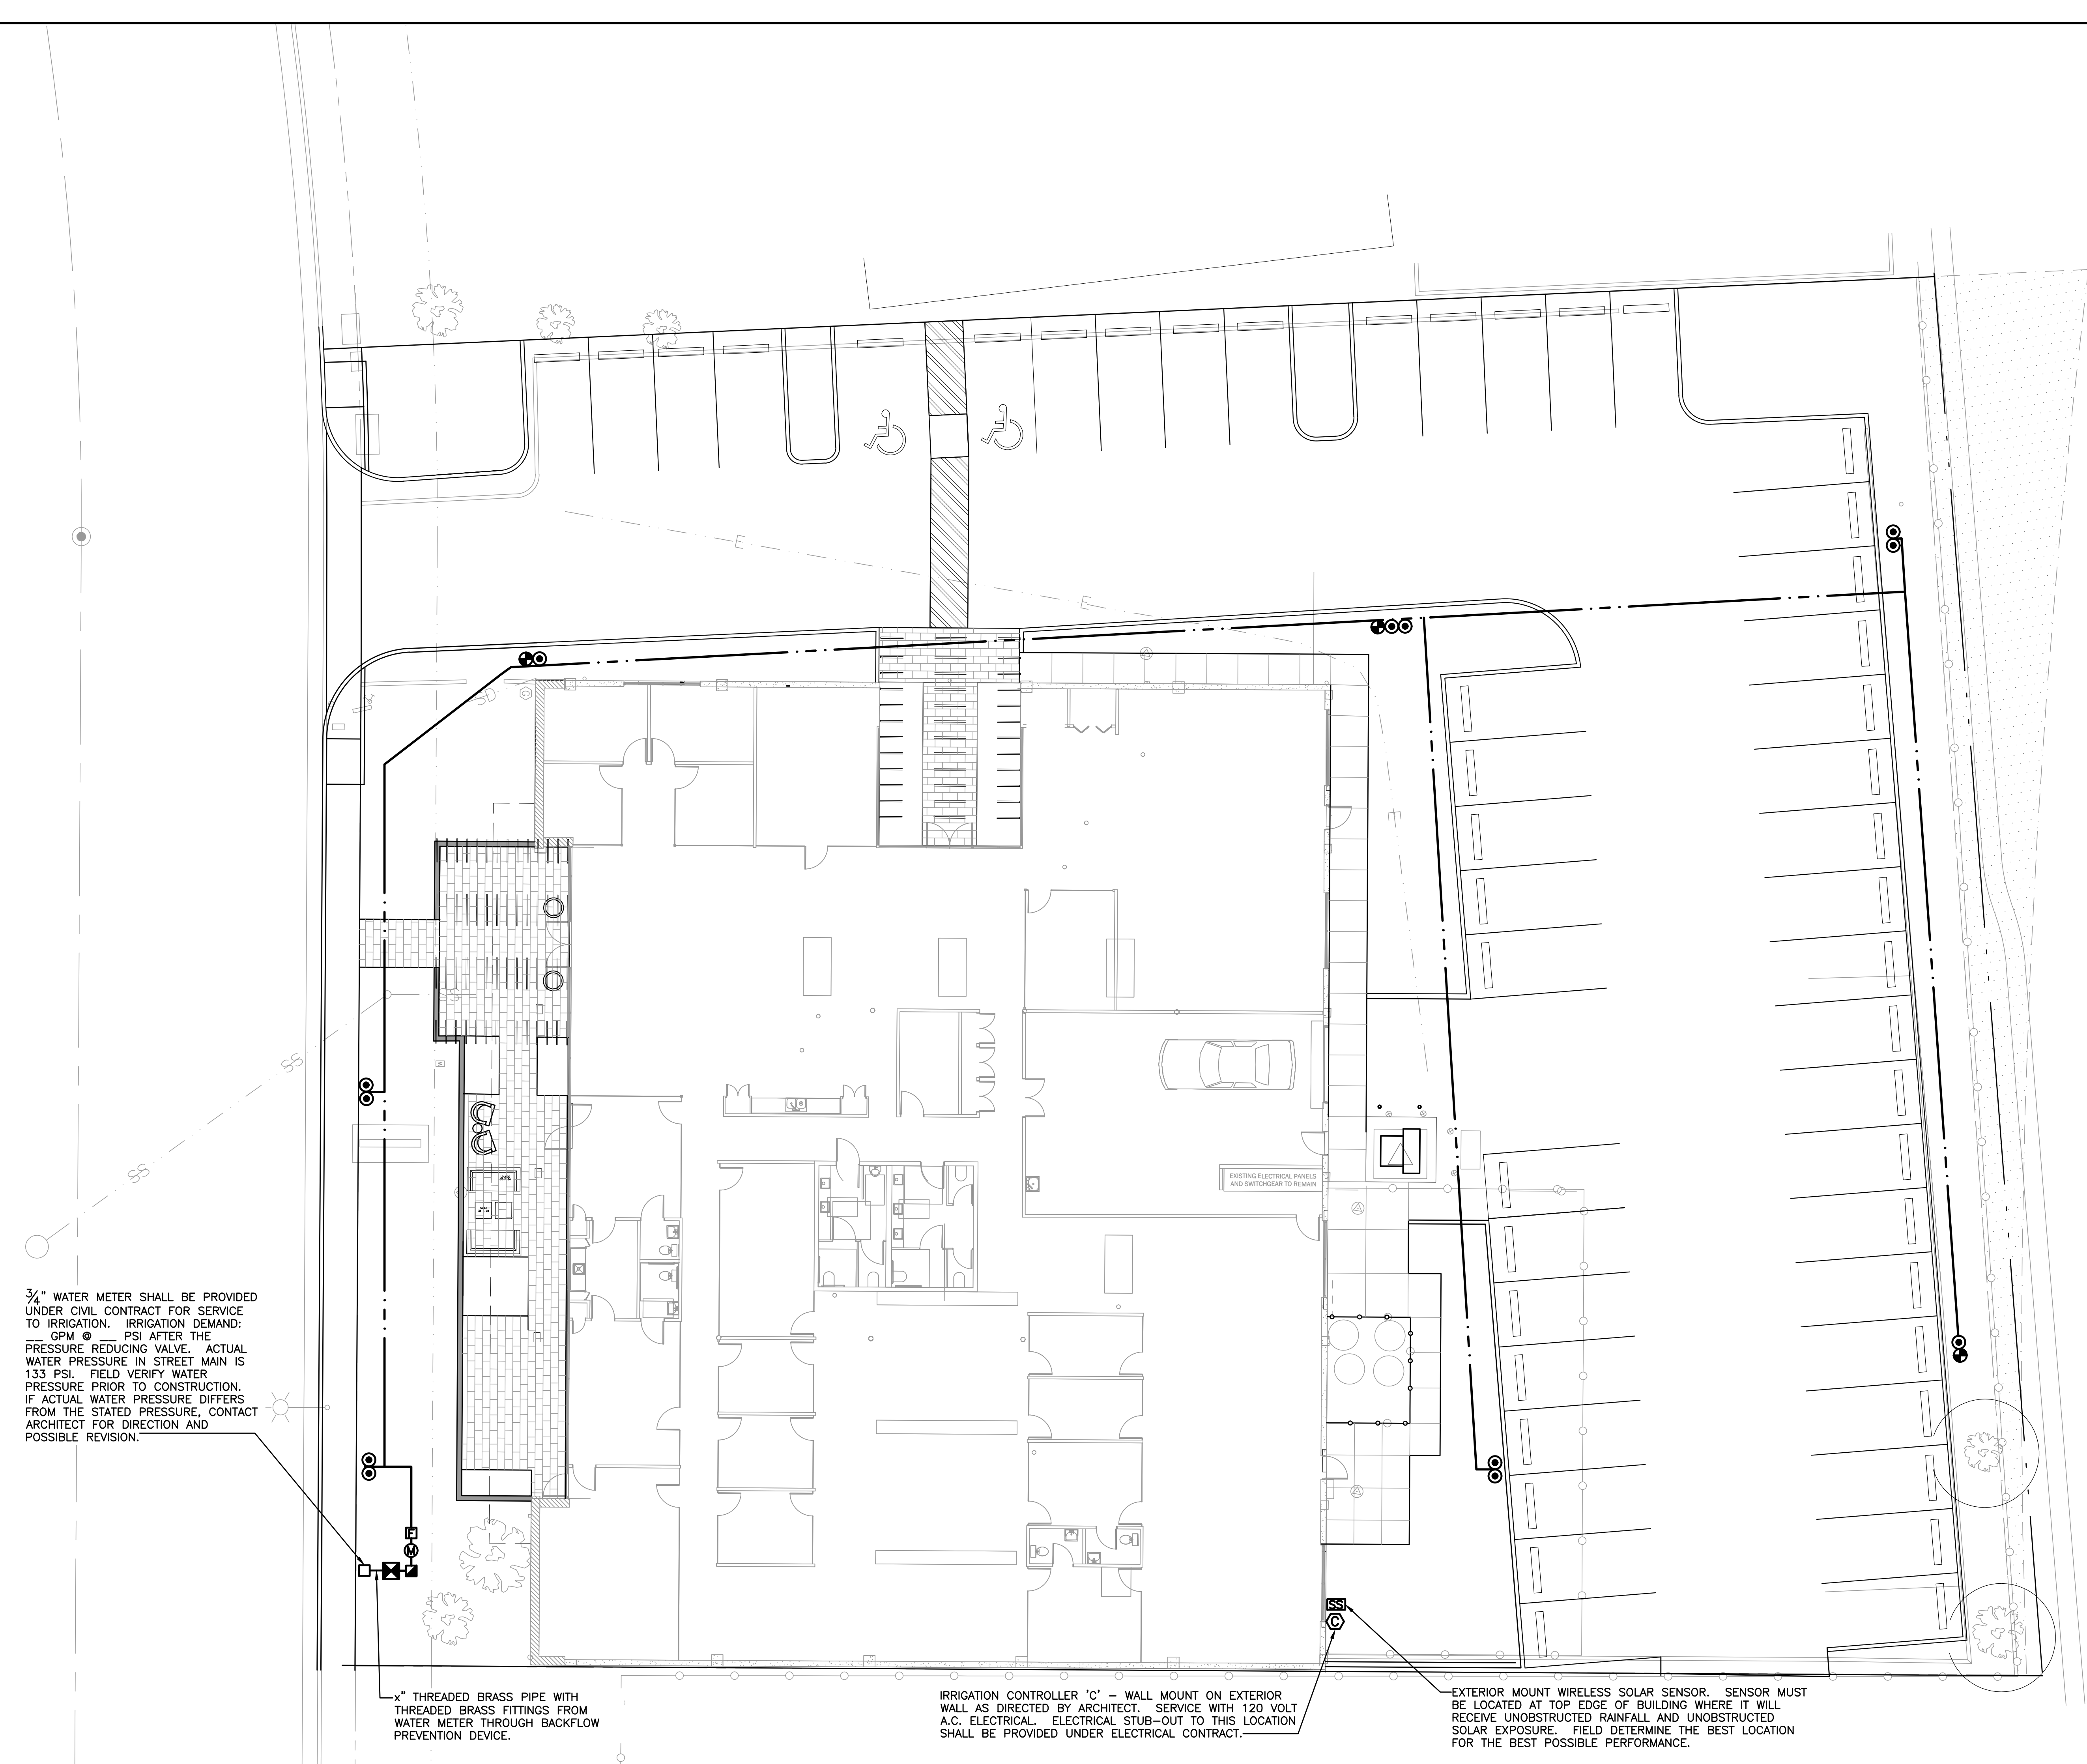 E
E
SD
G
E
SS
SS
SS
EXISTING ELECTRICAL PANELS
AND SWITCHGEAR TO REMAIN
¾" WATER METER SHALL BE PROVIDED
UNDER CIVIL CONTRACT FOR SERVICE
TO IRRIGATION. IRRIGATION DEMAND:
__ GPM @ __ PSI AFTER THE
PRESSURE REDUCING VALVE. ACTUAL
WATER PRESSURE IN STREET MAIN IS
133 PSI. FIELD VERIFY WATER
PRESSURE PRIOR TO CONSTRUCTION.
IF ACTUAL WATER PRESSURE DIFFERS
FROM THE STATED PRESSURE, CONTACT
ARCHITECT FOR DIRECTION AND
POSSIBLE REVISION.
F
M
SS
C
x" THREADED BRASS PIPE WITH
THREADED BRASS FITTINGS FROM
WATER METER THROUGH BACKFLOW
PREVENTION DEVICE.
IRRIGATION CONTROLLER 'C' – WALL MOUNT ON EXTERIOR
WALL AS DIRECTED BY ARCHITECT. SERVICE WITH 120 VOLT
A.C. ELECTRICAL. ELECTRICAL STUB–OUT TO THIS LOCATION
SHALL BE PROVIDED UNDER ELECTRICAL CONTRACT.
EXTERIOR MOUNT WIRELESS SOLAR SENSOR. SENSOR MUST
BE LOCATED AT TOP EDGE OF BUILDING WHERE IT WILL
RECEIVE UNOBSTRUCTED RAINFALL AND UNOBSTRUCTED
SOLAR EXPOSURE. FIELD DETERMINE THE BEST LOCATION
FOR THE BEST POSSIBLE PERFORMANCE.